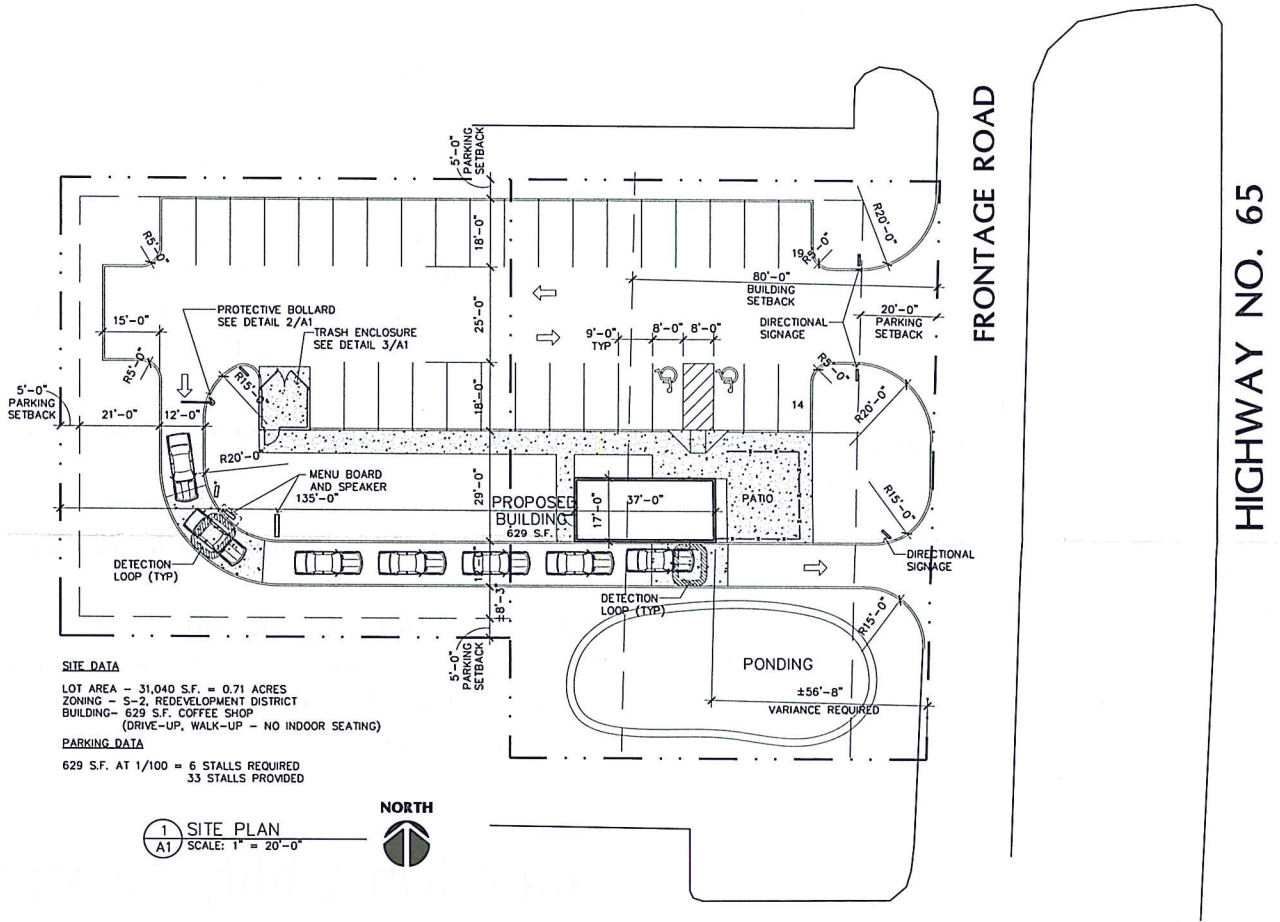 FRONTAGE ROAD
HIGHWAY NO. 65
5'-0"
PARKING
SETBACK
R5'-0"
18'-0"
19
R5'-0"
R20'-0"
80'-0"
BUILDING
SETBACK
PROTECTIVE BOLLARD
SEE DETAIL 2/A1
TRASH ENCLOSURE
SEE DETAIL 3/A1
15'-0"
25'-0"
9'-0"
TYP
8'-0"
8'-0"
DIRECTIONAL
SIGNAGE
20'-0"
PARKING
SETBACK
R5'-0"
R15'-0"
R5'-0"
5'-0"
PARKING
SETBACK
21'-0"
12'-0"
18'-0"
14
R20'-0"
R20'-0"
MENU BOARD
AND SPEAKER
135'-0"
29'-0"
PROPOSED
BUILDING
629 S.F.
17'-0"
37'-0"
PATIO
R15'-0"
DIRECTIONAL
SIGNAGE
DETECTION
LOOP (TYP)
±8'-3"
DETECTION
LOOP (TYP)
R15'-0"
5'-0"
PARKING
SETBACK
PONDING
±56'-8"
VARIANCE REQUIRED
SITE DATA
LOT AREA - 31,040 S.F. = 0.71 ACRES
ZONING - S-2, REDEVELOPMENT DISTRICT
BUILDING- 629 S.F. COFFEE SHOP
(DRIVE-UP, WALK-UP - NO INDOOR SEATING)
PARKING DATA
629 S.F. AT 1/100 = 6 STALLS REQUIRED
33 STALLS PROVIDED
1
A1
SITE PLAN
SCALE: 1" = 20'-0"
NORTH